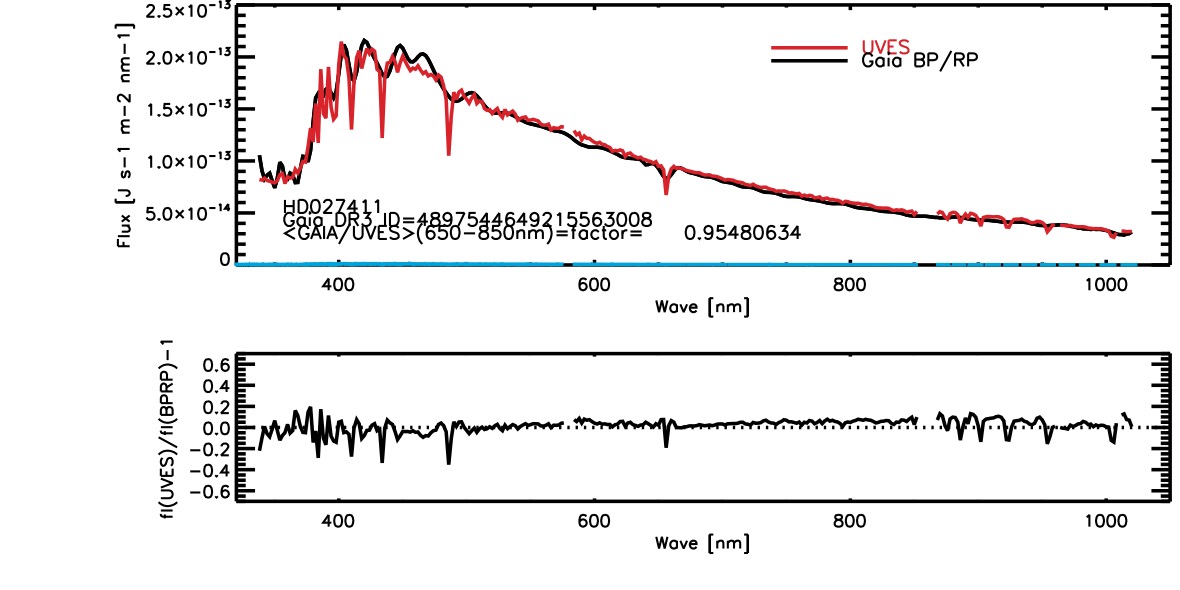 2.5×10−13
2.0×10−13
1.5×10−13
1.0×10−13
5.0×10−14
0
Flux [J s−1 m−2 nm−1]
UVES
Gaia BP/RP
HD027411
Gaia DR3 ID=4897544649215563008
<GAIA/UVES>(650−850nm)=factor= 0.95480634
400 600 800 1000
Wave [nm]
0.6
0.4
0.2
0.0
−0.2
−0.4
−0.6
fl(UVES)/fl(BPRP)−1
400 600 800 1000
Wave [nm]